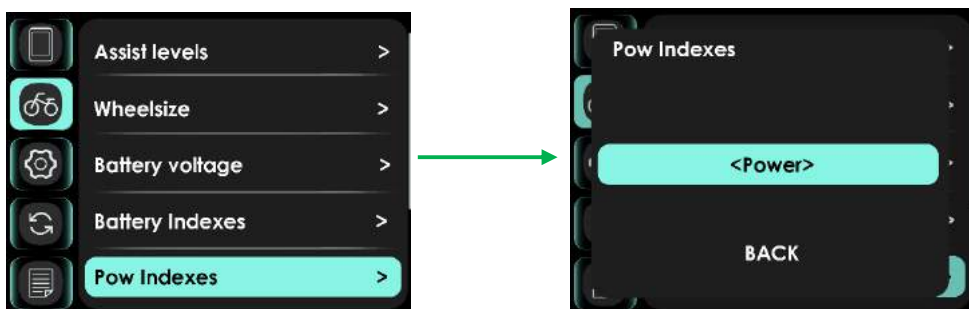 Assist levels >
Wheelsize >
Battery voltage >
Battery Indexes >
Pow Indexes >
Pow Indexes
<Power>
BACK